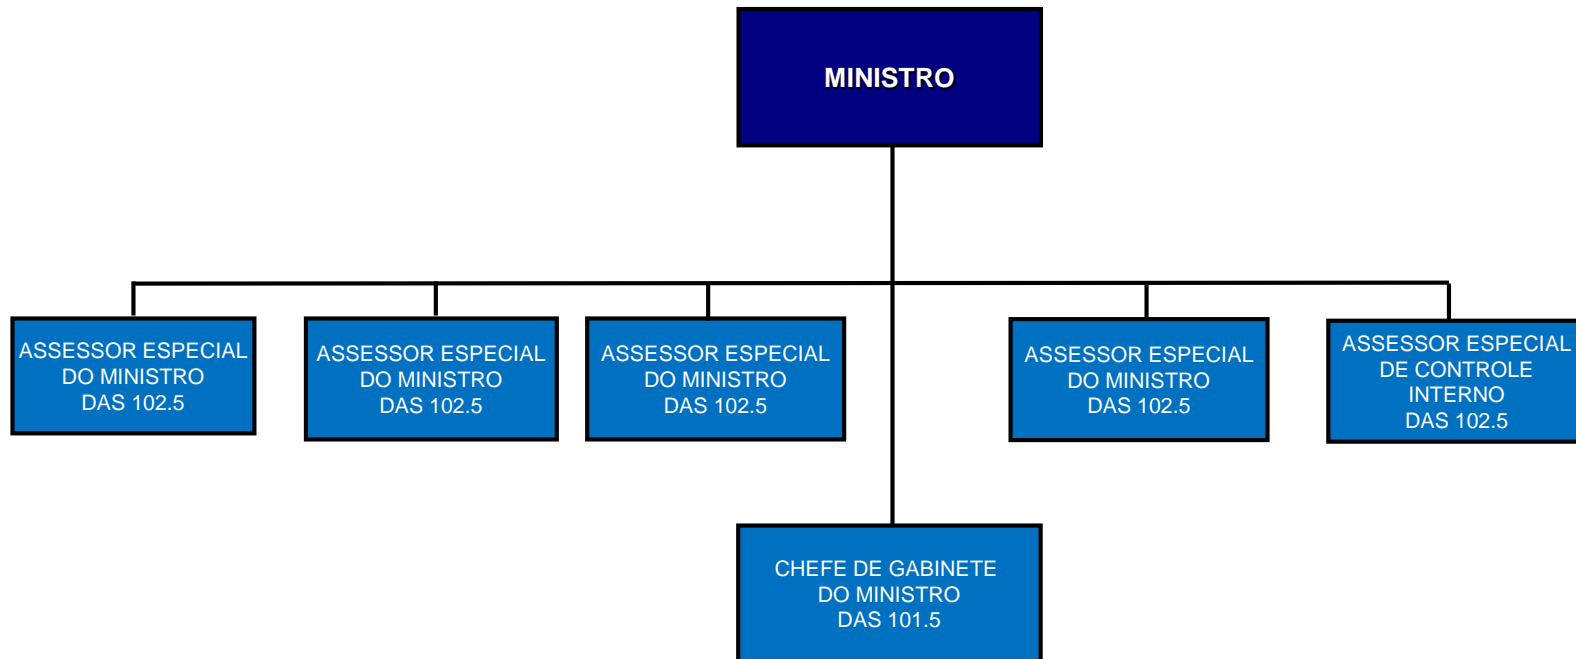 MINISTRO
ASSESSOR ESPECIAL
DO MINISTRO
DAS 102.5
ASSESSOR ESPECIAL
DO MINISTRO
DAS 102.5
ASSESSOR ESPECIAL
DO MINISTRO
DAS 102.5
ASSESSOR ESPECIAL
DO MINISTRO
DAS 102.5
ASSESSOR ESPECIAL
DE CONTROLE
INTERNO
DAS 102.5
CHEFE DE GABINETE
DO MINISTRO
DAS 101.5